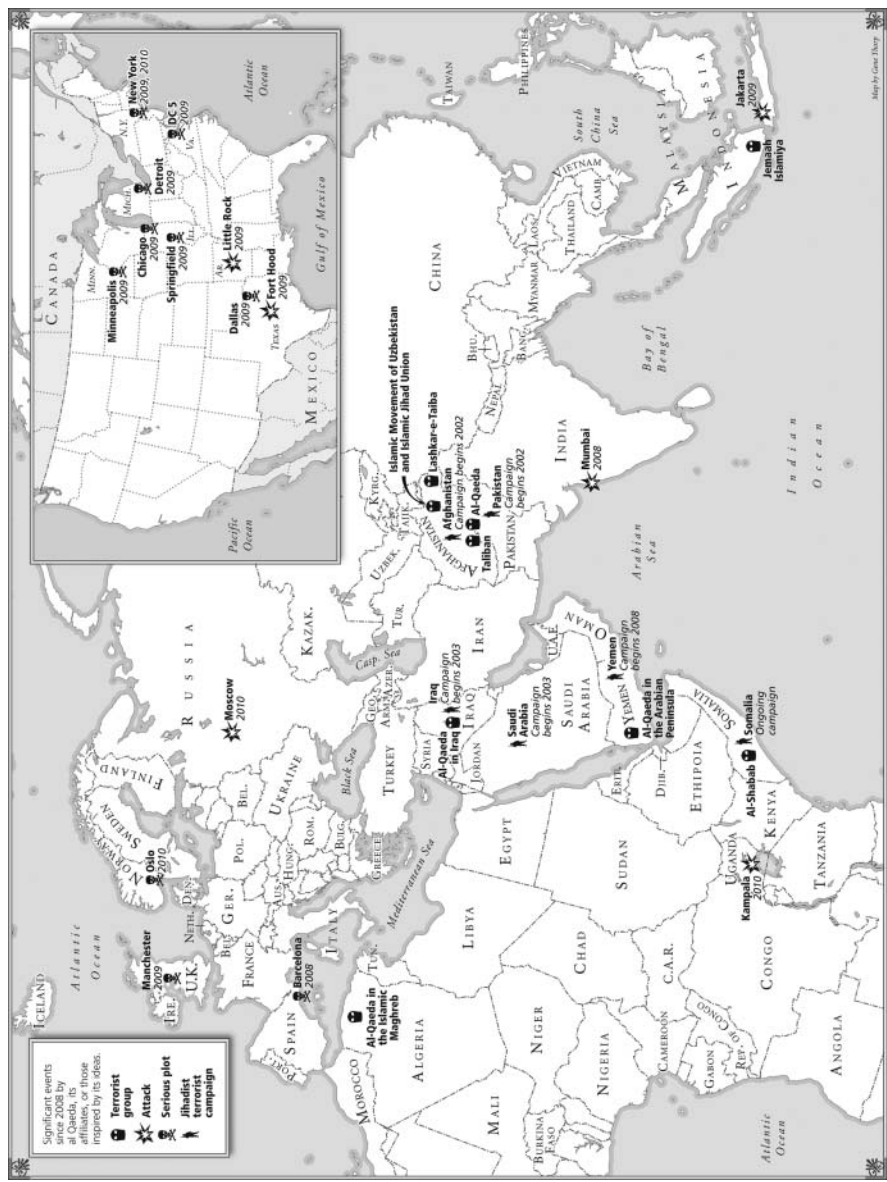 Significant events
since 2008 by
al Qaeda, its
affiliates, or those
inspired by its ideas.
Terrorist
group
Attack
Serious plot
Jihadist
terrorist
campaign
ICELAND
Atlantic
Ocean
Manchester
2009
IRE.
U.K.
NORWAY
SWEDEN
FINLAND
Oslo
2010
DEN.
NETH.
BEL.
GER.
POL.
BEL.
FRANCE
AUS.
HUNG.
ROM.
BULG.
UKRAINE
RUSSIA
Moscow
2010
PORT.
SPAIN
Barcelona
2008
ITALY
GREECE
Black Sea
TURKEY
GEO.
ARM.
AZER.
Casp. Sea
KAZAK.
UZBEK.
TUR.
KYRG.
TAJIK.
Mediterranean Sea
MOROCCO
ALGERIA
TUN.
LIBYA
EGYPT
Al-Qaeda in
the Islamic
Maghreb
SYRIA
JORDAN
IRAQ
Iraq
Campaign
begins 2003
Al-Qaeda
in Iraq
IRAN
Saudi
Arabia
Campaign
begins 2003
SAUDI
ARABIA
U.A.E.
OMAN
YEMEN
Yemen
Campaign
begins 2008
Al-Qaeda in
the Arabian
Peninsula
AFGHANISTAN
Afghanistan
Campaign begins 2002
Islamic Movement of Uzbekistan
and Islamic Jihad Union
Lashkar-e-Taiba
Al-Qaeda
Taliban
PAKISTAN
Pakistan
Campaign
begins 2002
INDIA
Mumbai
2008
NEPAL
BHU.
BANG.
CHINA
MYANMAR
LAOS
THAILAND
VIETNAM
CAMB.
TAIWAN
PHILIPPINES
South
China
Sea
MALAYSIA
INDONESIA
Jakarta
2009
Jemaah
Islamiya
Bay of
Bengal
Arabian
Sea
Indian
Ocean
MALI
BURKINA
FASO
NIGER
NIGERIA
CHAD
SUDAN
ERIT.
DJIB.
ETHIPOIA
SOMALIA
Somalia
Ongoing
campaign
Al-Shabab
C.A.R.
CAMEROON
GABON
REP.
OF CONGO
CONGO
UGANDA
Kampala
2010
KENYA
TANZANIA
ANGOLA
Atlantic
Ocean
CANADA
Pacific
Ocean
MEXICO
Gulf of Mexico
Atlantic
Ocean
MINN.
Minneapolis
2009
Chicago
2009
MICH.
Detroit
2009
N.Y.
New York
2009, 2010
DC 5
2009
VA.
ILL.
Springfield
2009
AR.
Little Rock
2009
Dallas
2009
Fort Hood
2009
TEXAS
Map by Gene Thorp